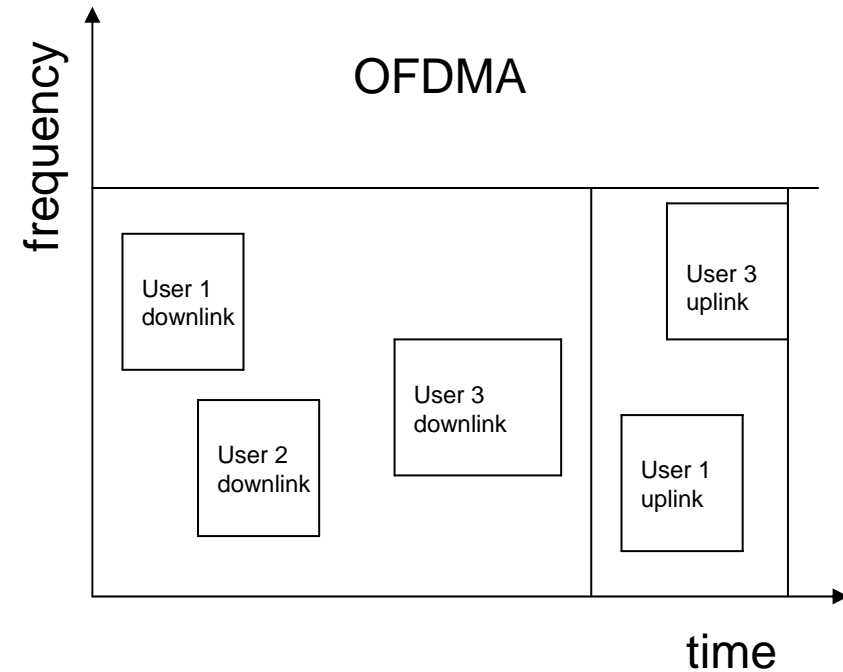 OFDMA
frequency
User 1
downlink
User 2
downlink
User 3
downlink
User 3
uplink
User 1
uplink
time